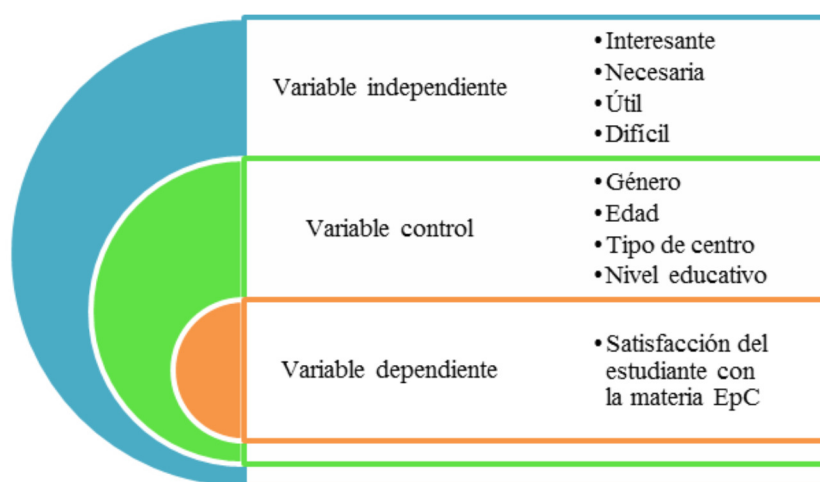 Variable independiente
• Interesante
• Necesaria
• Útil
• Difícil
Variable control
• Género
• Edad
• Tipo de centro
• Nivel educativo
Variable dependiente
• Satisfacción del
estudiante con
la materia EpC